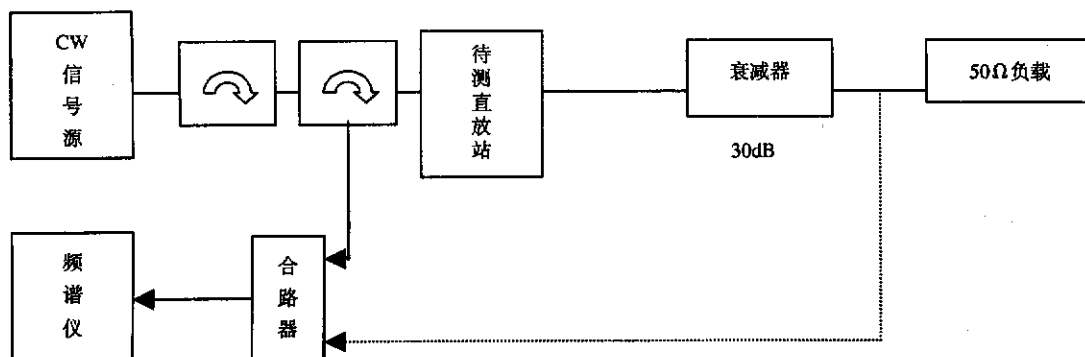 CW
信
号
源
待
测
直
放
站
衰减器
50Ω负载
30dB
频
谱
仪
合
路
器